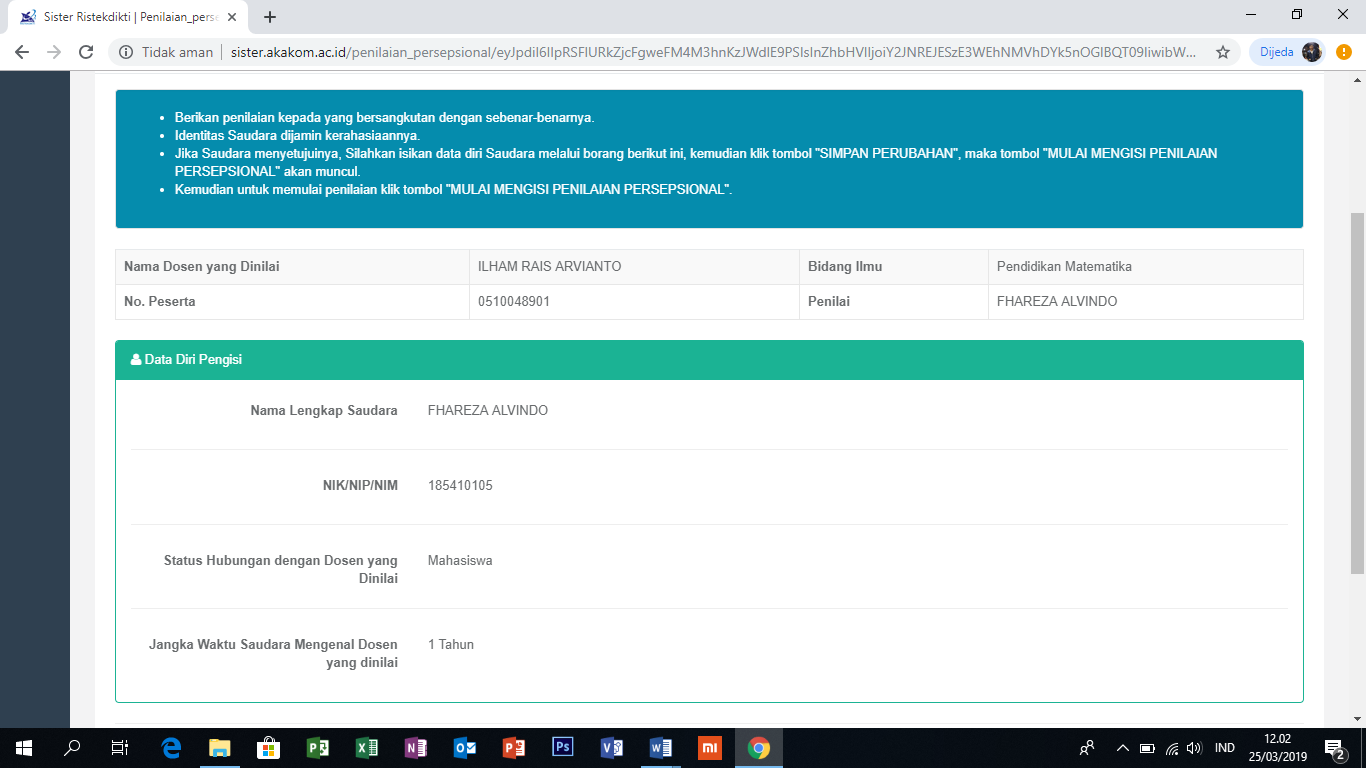 Sister Ristekdikti | Penilaian_perse
Tidak aman
sister.akakom.ac.id/penilaian_persepsional/
Dijeda
Berikan penilaian kepada yang bersangkutan dengan sebenar-benarnya.
Identitas Saudara dijamin kerahasiaannya.
Jika Saudara menyetujuinya, Silahkan isikan data diri Saudara melalui borang berikut ini, kemudian klik tombol "SIMPAN PERUBAHAN", maka tombol "MULAI MENGISI PENILAIAN
PERSEPSIONAL" akan muncul.
Kemudian untuk memulai penilaian klik tombol "MULAI MENGISI PENILAIAN PERSEPSIONAL".
Nama Dosen yang Dinilai ILHAM RAIS ARVIANTO Bidang Ilmu Pendidikan Matematika
No. Peserta 0510048901 Penilai FHAREZA ALVINDO
Data Diri Pengisi
Nama Lengkap Saudara FHAREZA ALVINDO
NIK/NIP/NIM 185410105
Status Hubungan dengan Dosen yang Mahasiswa
Dinilai
Jangka Waktu Saudara Mengenal Dosen 1 Tahun
yang dinilai
IND
12.02
25/03/2019
2